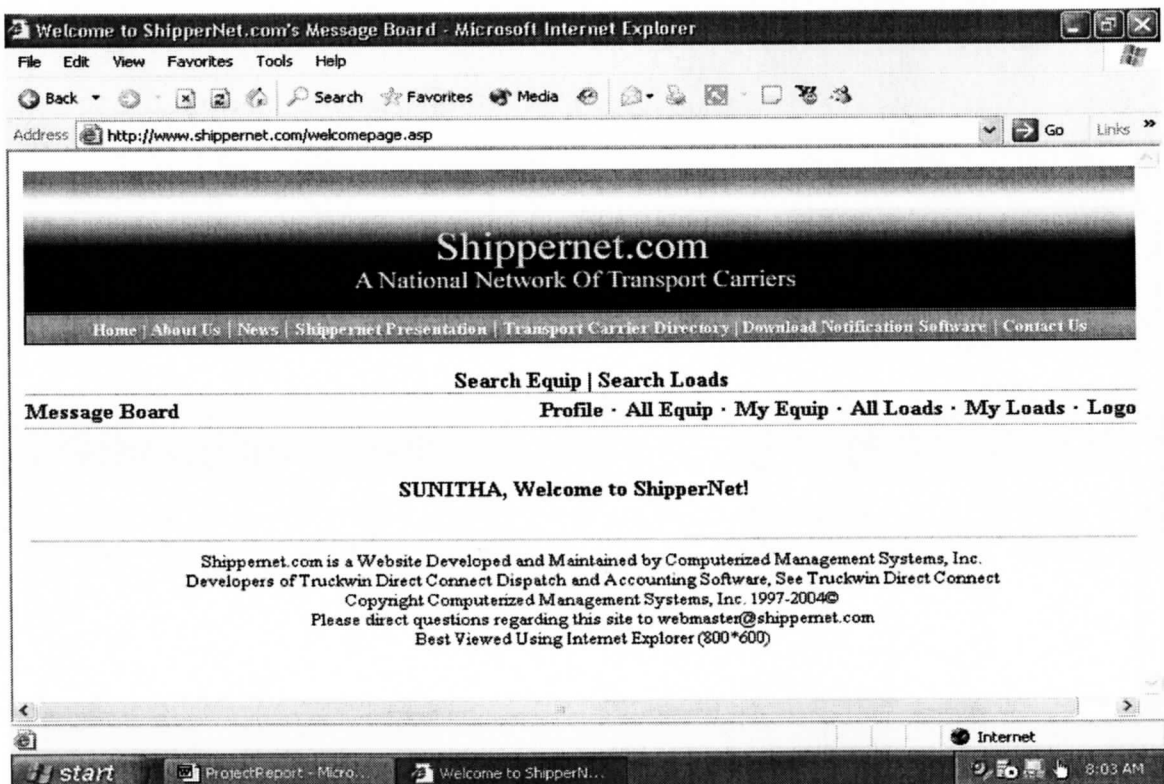 Welcome to ShipperNet.com's Message Board - Microsoft Internet Explorer
File Edit View Favorites Tools Help
Back Search Favorites Media
Address http://www.shippernet.com/welcomepage.asp Go Links »
Shippernet.com
A National Network Of Transport Carriers
Home | About Us | News | Shippernet Presentation | Transport Carrier Directory | Download Notification Software | Contact Us
Search Equip | Search Loads
Message Board Profile · All Equip · My Equip · All Loads · My Loads · Logo
SUNITHA, Welcome to ShipperNet!
Shippernet.com is a Website Developed and Maintained by Computerized Management Systems, Inc.
Developers of Truckwin Direct Connect Dispatch and Accounting Software, See Truckwin Direct Connect
Copyright Computerized Management Systems, Inc. 1997-2004©
Please direct questions regarding this site to webmaster@shippernet.com
Best Viewed Using Internet Explorer (800*600)
Internet
start ProjectReport - Micro... Welcome to ShipperN... 8:03 AM